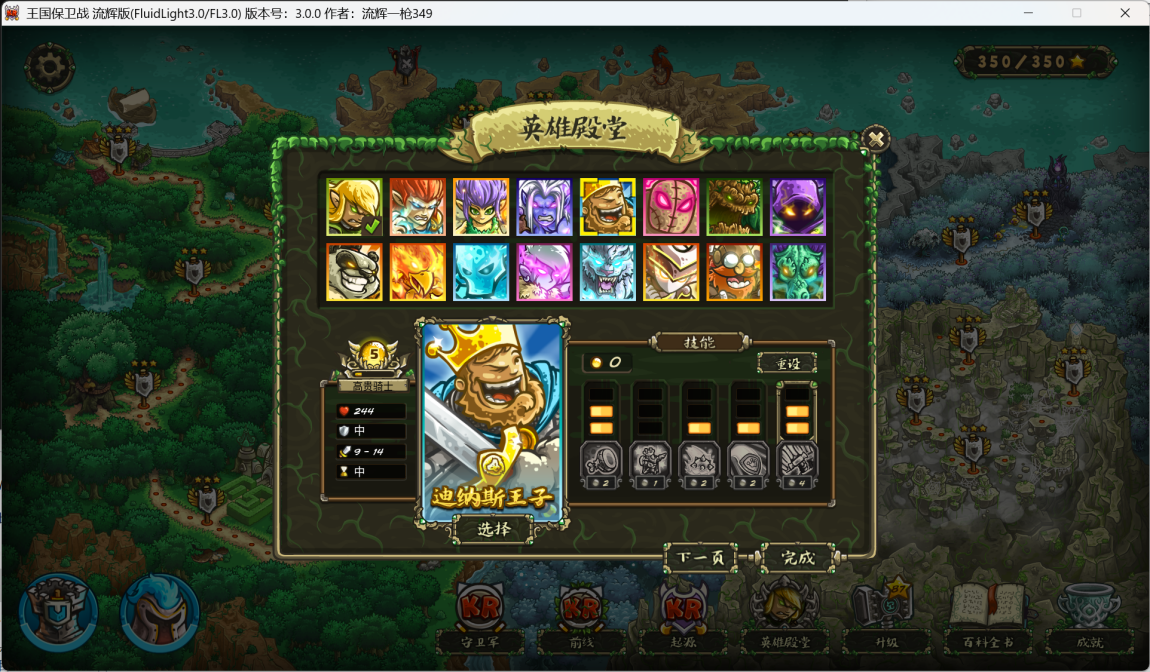 王国保卫战 流辉版(FluidLight3.0/FL3.0) 版本号：3.0.0 作者：流辉一枪349
350/350
英雄殿堂
5
高贵骑士
244
中
9 - 14
中
迪纳斯王子
选择
技能
0
重设
2
1
2
2
4
下一页
完成
KR
守卫军
KR
前线
KR
起源
英雄殿堂
升级
百科全书
成就